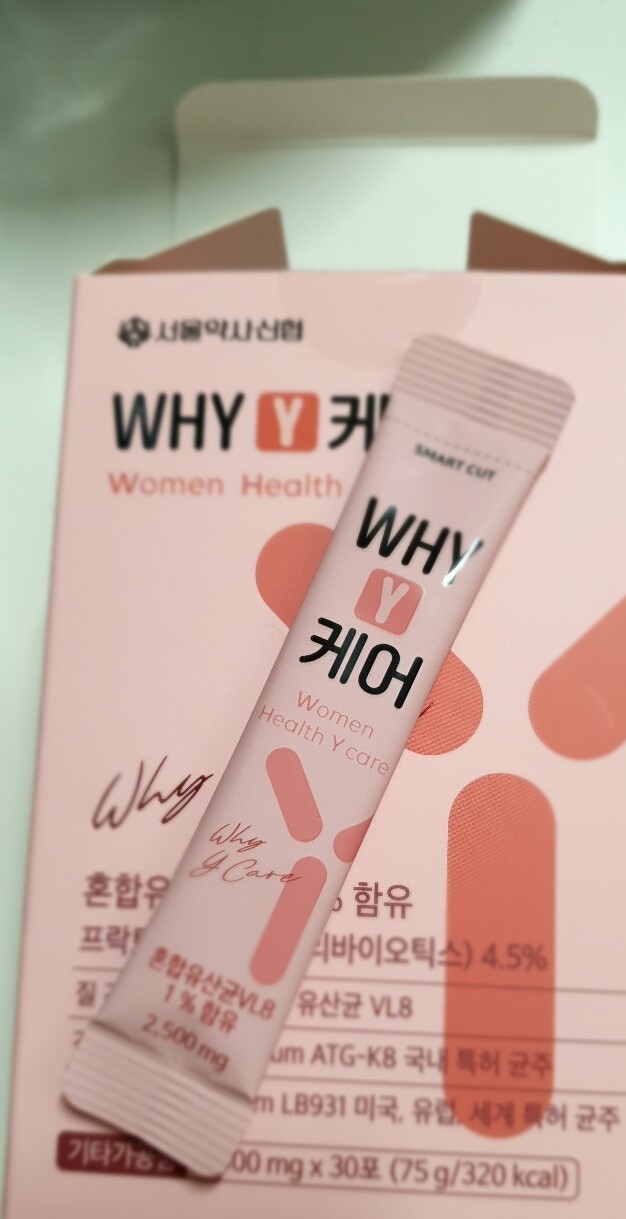 서울약사신협
WHY Y 케
Women Health
Why
혼합유 % 함유
프락 리바이오틱스) 4.5%
질 유산균 VL8
um ATG-K8 국내 특허 균주
m LB931 미국, 유럽, 세계 특허 균주
기타가공 00 mg x 30포 (75 g/320 kcal)
SMART CUT
WHY
Y
케어
Women
Health Y care
Why
Y Care
혼합유산균VL8
1 % 함유
2,500 mg